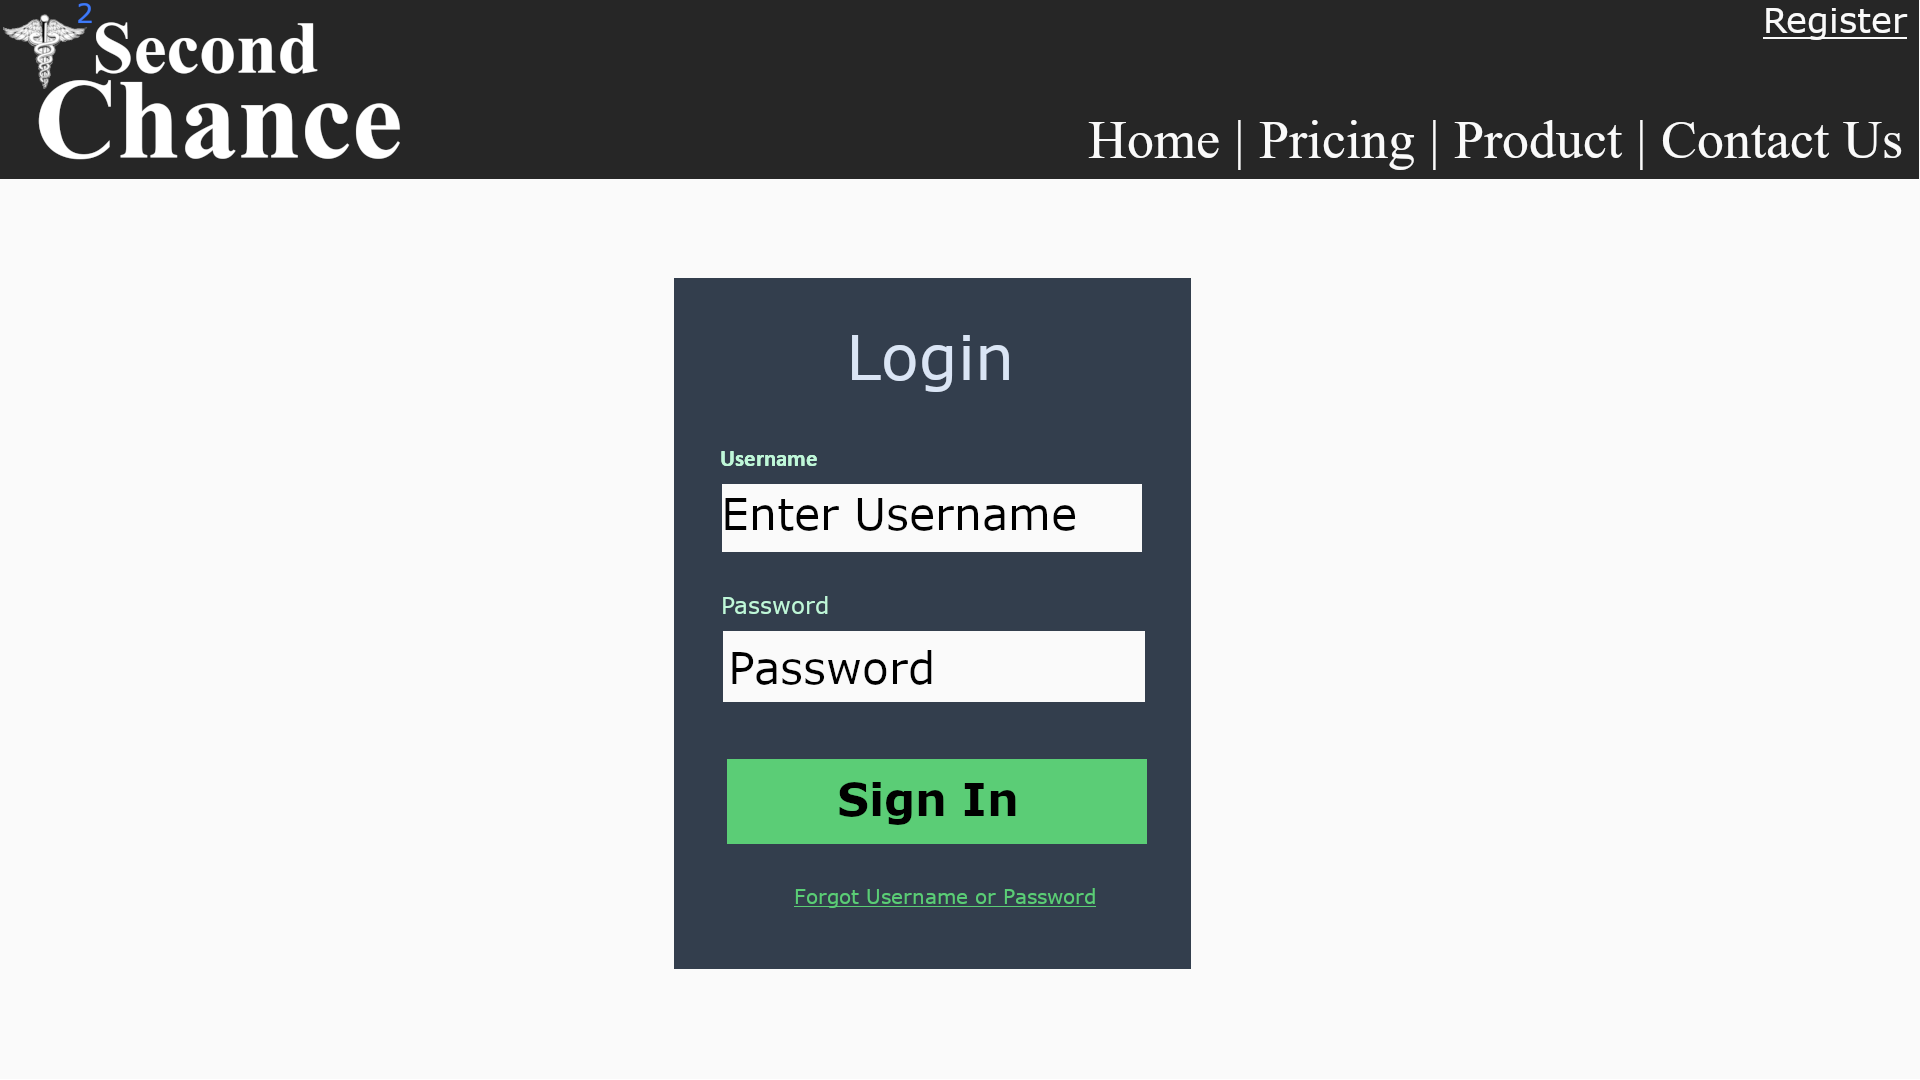 2
Register
Second
Chance
Home | Pricing | Product | Contact Us
Login
Username
Enter Username
Password
Password
Sign In
Forgot Username or Password